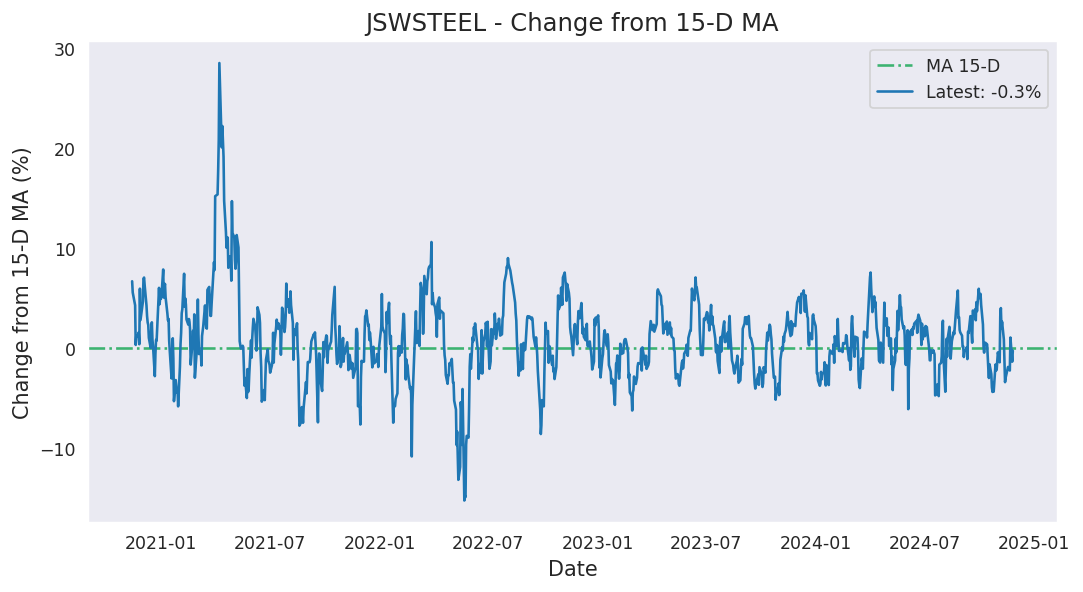 JSWSTEEL - Change from 15-D MA
MA 15-D
Latest: -0.3%
Change from 15-D MA (%)
30
20
10
0
−10
2021-01 2021-07 2022-01 2022-07 2023-01 2023-07 2024-01 2024-07 2025-01
Date